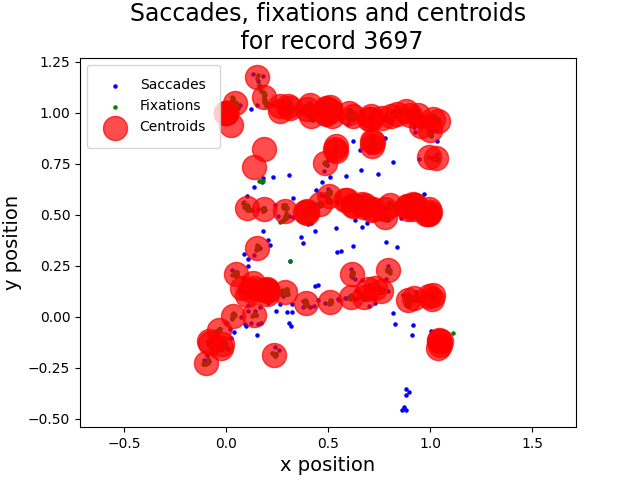 Saccades, fixations and centroids
for record 3697
Saccades
Fixations
Centroids
y position
1.25
1.00
0.75
0.50
0.25
0.00
−0.25
−0.50
−0.5
0.0
0.5
1.0
1.5
x position